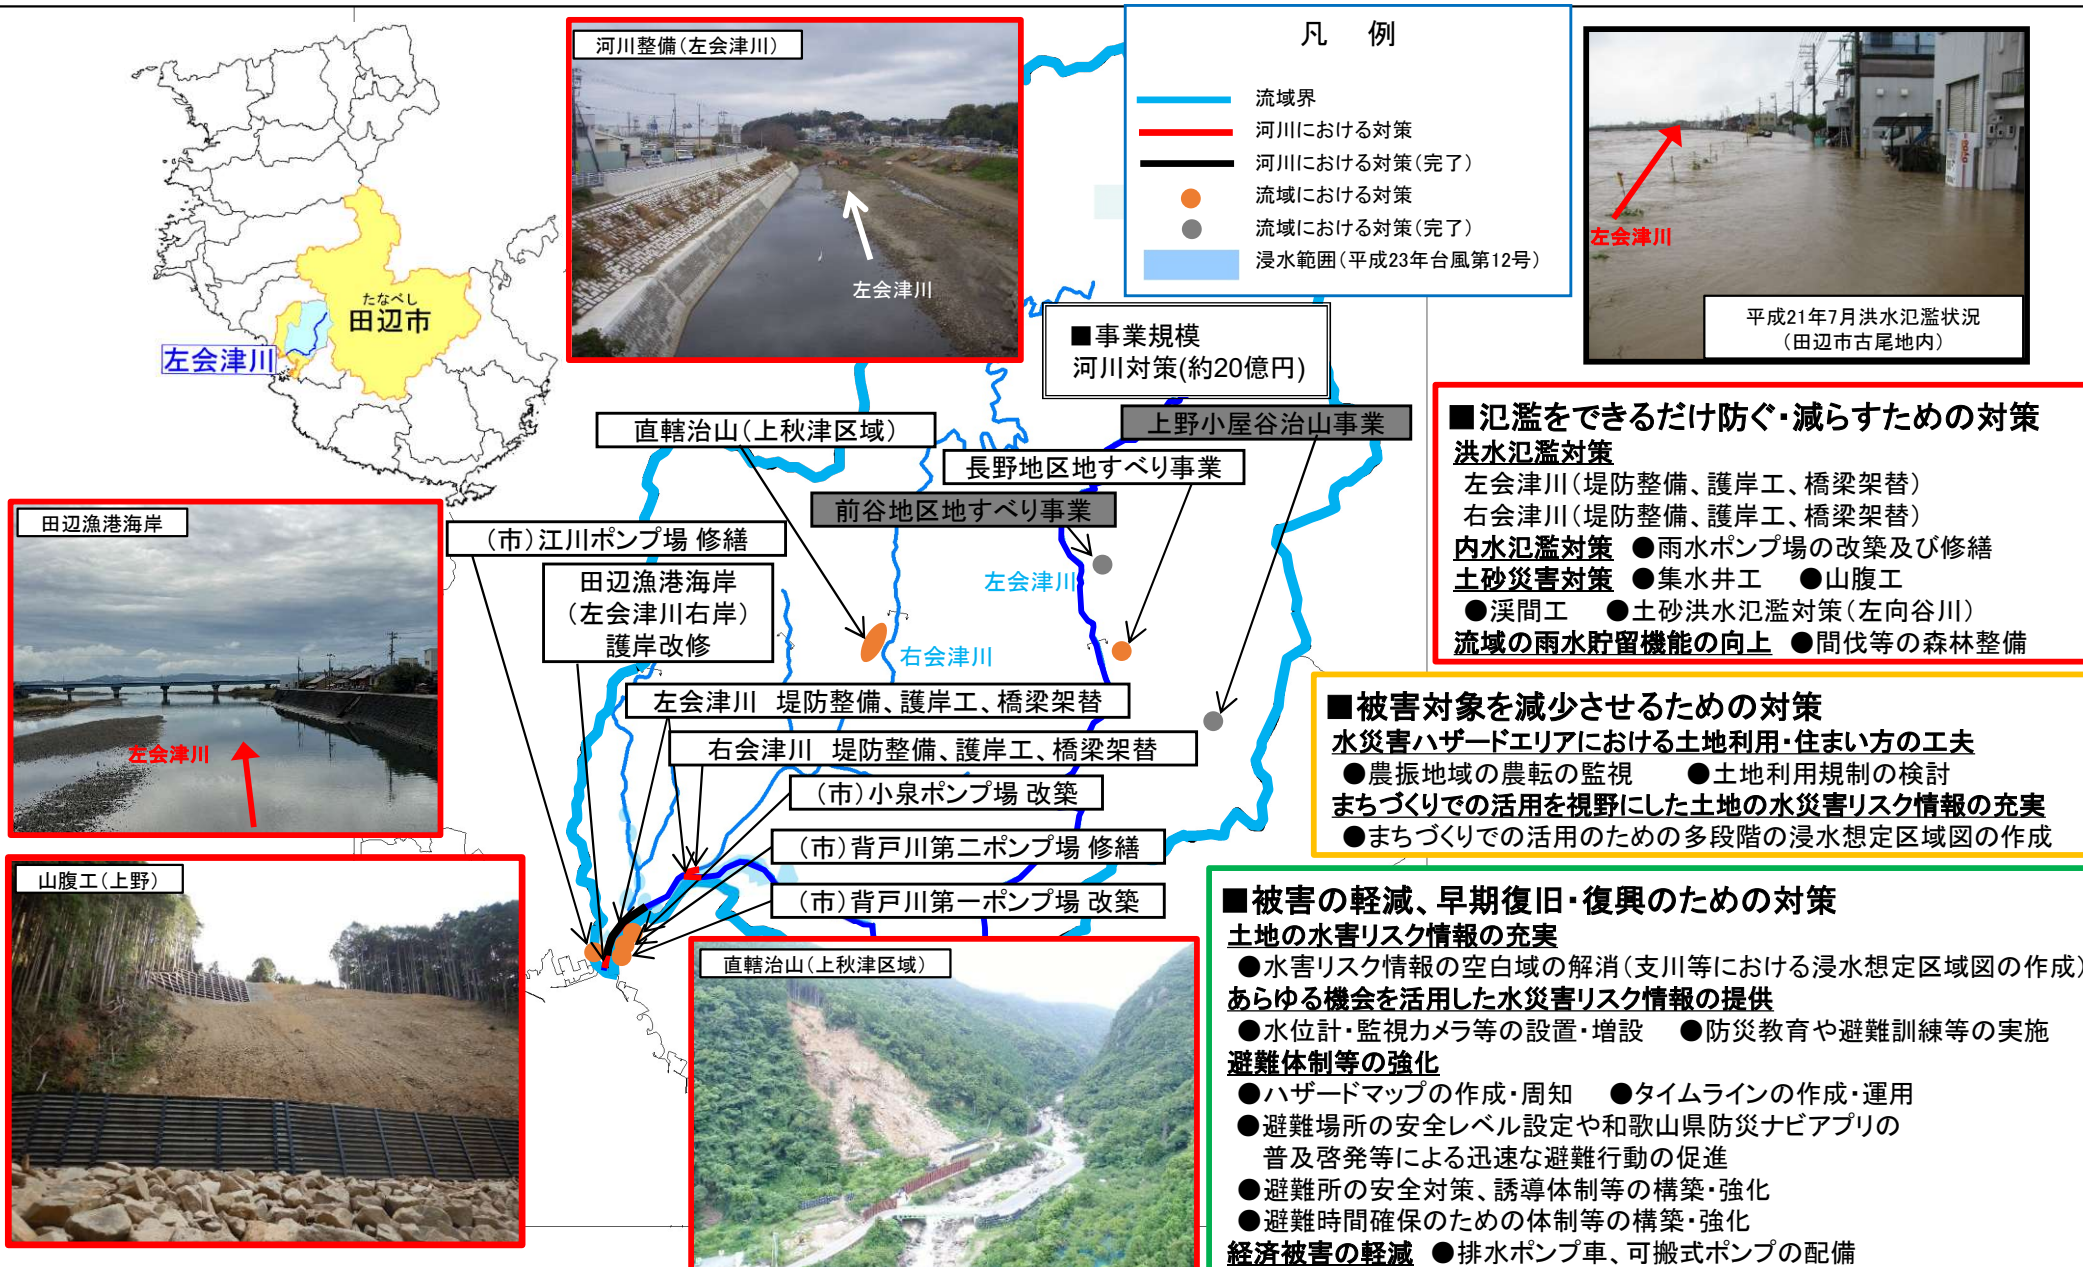 河川整備(左会津川)
左会津川
凡 例
流域界
河川における対策
河川における対策(完了)
流域における対策
流域における対策(完了)
浸水範囲(平成23年台風第12号)
左会津川
平成21年7月洪水氾濫状況
(田辺市古尾地内)
たなべし
田辺市
左会津川
■事業規模
河川対策(約20億円)
直轄治山(上秋津区域)
上野小屋谷治山事業
長野地区地すべり事業
前谷地区地すべり事業
(市)江川ポンプ場 修繕
田辺漁港海岸
(左会津川右岸)
護岸改修
左会津川
右会津川
左会津川 堤防整備、護岸工、橋梁架替
右会津川 堤防整備、護岸工、橋梁架替
(市)小泉ポンプ場 改築
(市)背戸川第二ポンプ場 修繕
(市)背戸川第一ポンプ場 改築
田辺漁港海岸
左会津川
山腹工(上野)
直轄治山(上秋津区域)
■氾濫をできるだけ防ぐ・減らすための対策
洪水氾濫対策
左会津川(堤防整備、護岸工、橋梁架替)
右会津川(堤防整備、護岸工、橋梁架替)
内水氾濫対策 ●雨水ポンプ場の改築及び修繕
土砂災害対策 ●集水井工 ●山腹工
●渓間工 ●土砂洪水氾濫対策(左向谷川)
流域の雨水貯留機能の向上 ●間伐等の森林整備
■被害対象を減少させるための対策
水災害ハザードエリアにおける土地利用・住まい方の工夫
●農振地域の農転の監視 ●土地利用規制の検討
まちづくりでの活用を視野にした土地の水災害リスク情報の充実
●まちづくりでの活用のための多段階の浸水想定区域図の作成
■被害の軽減、早期復旧・復興のための対策
土地の水害リスク情報の充実
●水害リスク情報の空白域の解消(支川等における浸水想定区域図の作成)
あらゆる機会を活用した水災害リスク情報の提供
●水位計・監視カメラ等の設置・増設 ●防災教育や避難訓練等の実施
避難体制等の強化
●ハザードマップの作成・周知 ●タイムラインの作成・運用
●避難場所の安全レベル設定や和歌山県防災ナビアプリの
普及啓発等による迅速な避難行動の促進
●避難所の安全対策、誘導体制等の構築・強化
●避難時間確保のための体制等の構築・強化
経済被害の軽減 ●排水ポンプ車、可搬式ポンプの配備